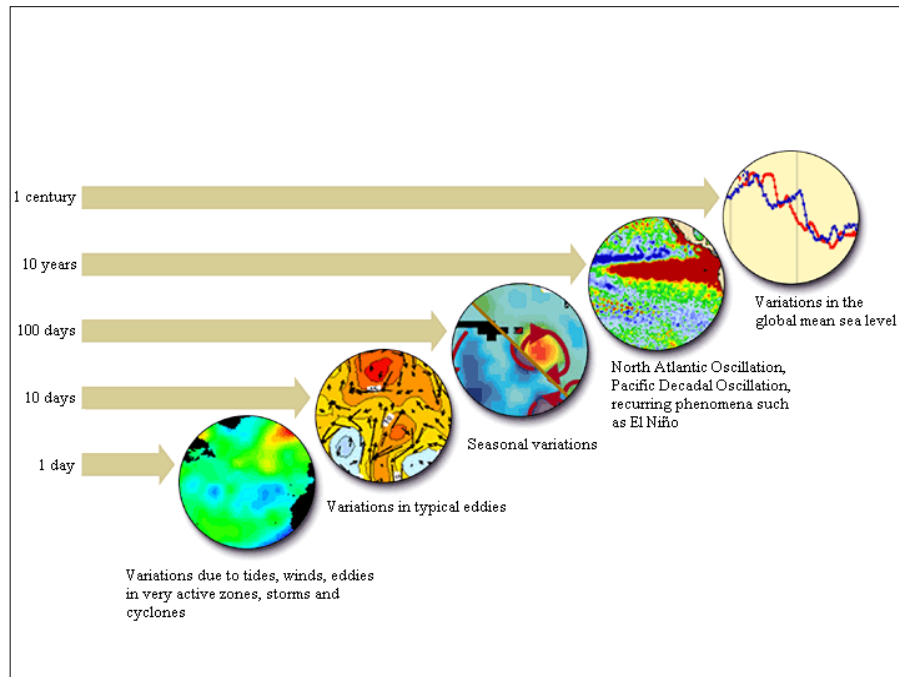 1 century
10 years
100 days
10 days
1 day
Variations in the
global mean sea level
North Atlantic Oscillation,
Pacific Decadal Oscillation,
recurring phenomena such
as El Niño
Seasonal variations
Variations in typical eddies
Variations due to tides, winds, eddies
in very active zones, storms and
cyclones